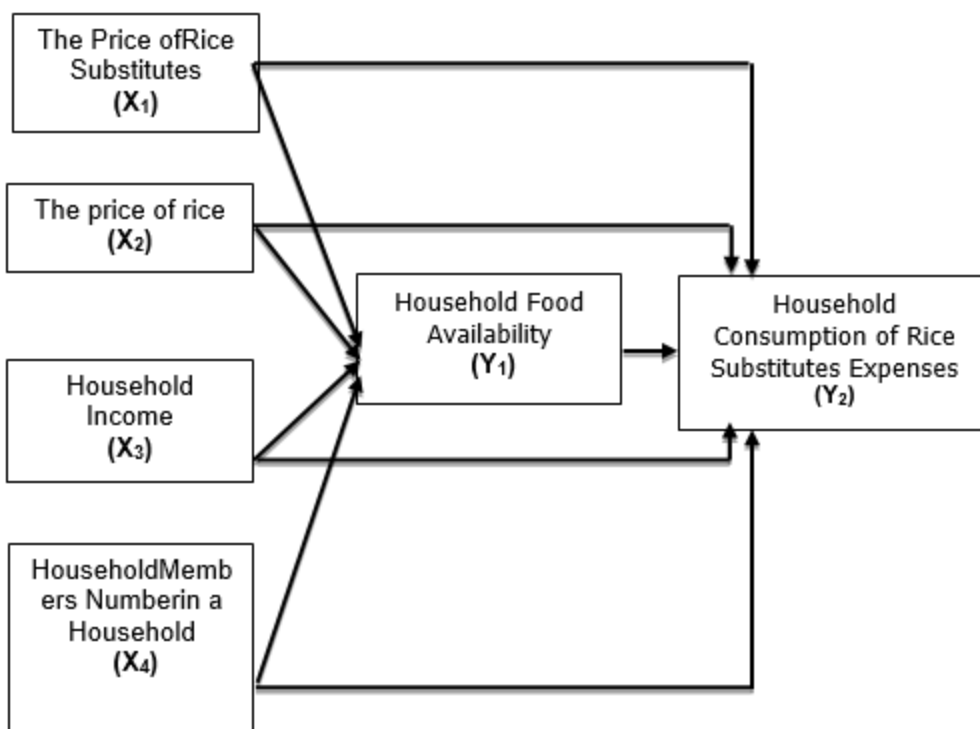 The Price ofRice
Substitutes
(X₁)
The price of rice
(X₂)
Household Food
Availability
(Y₁)
Household
Consumption of Rice
Substitutes Expenses
(Y₂)
Household
Income
(X₃)
HouseholdMemb
ers Numberin a
Household
(X₄)